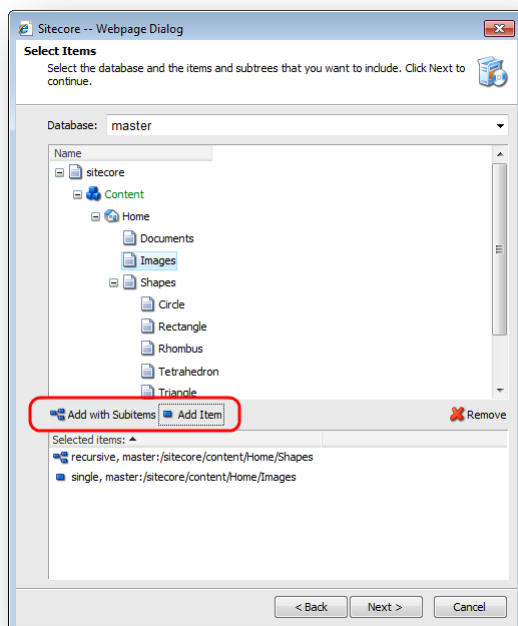 Sitecore -- Webpage Dialog
Select Items
Select the database and the items and subtrees that you want to include. Click Next to
continue.
Database: master
Name
sitecore
Content
Home
Documents
Images
Shapes
Circle
Rectangle
Rhombus
Tetrahedron
Triangle
Add with Subitems Add Item Remove
Selected items:
recursive, master:/sitecore/content/Home/Shapes
single, master:/sitecore/content/Home/Images
< Back Next > Cancel